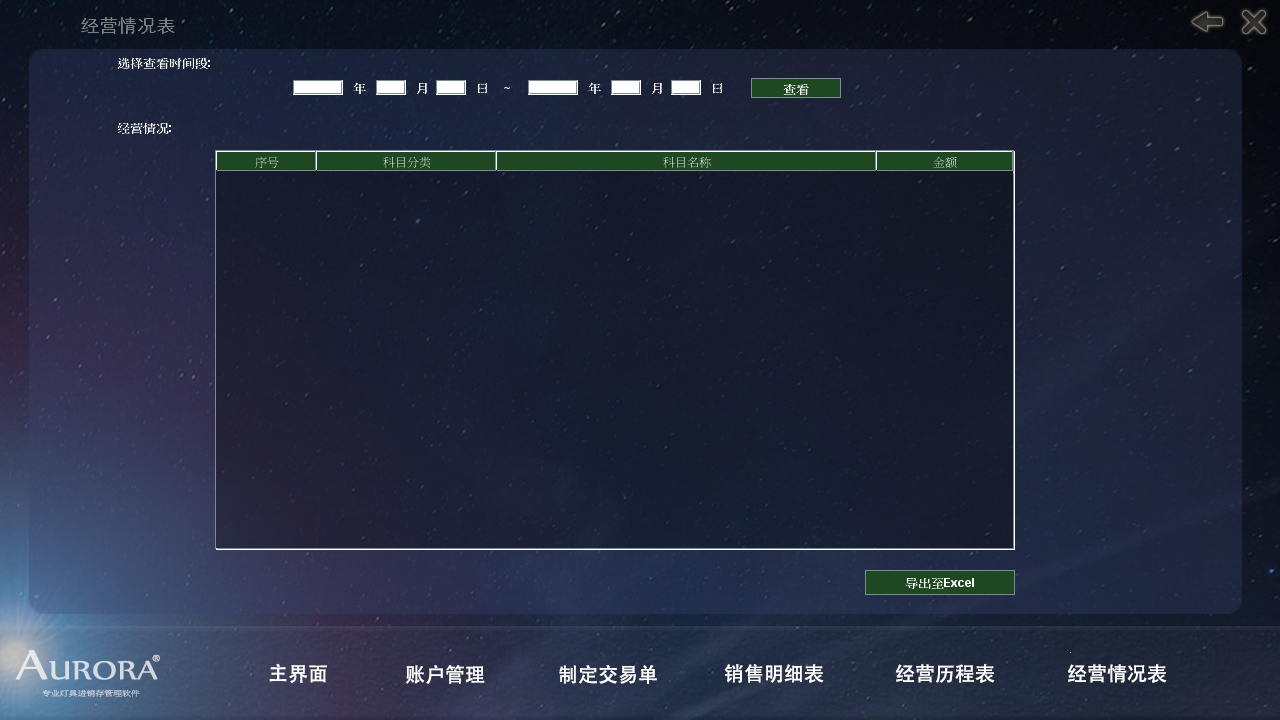 经营情况表
选择查看时间段:
年 月 日 ~ 年 月 日 查看
经营情况:
序号 科目分类 科目名称 金额
导出至Excel
AURORA®
专业灯具进销存管理软件
主界面 账户管理 制定交易单 销售明细表 经营历程表 经营情况表